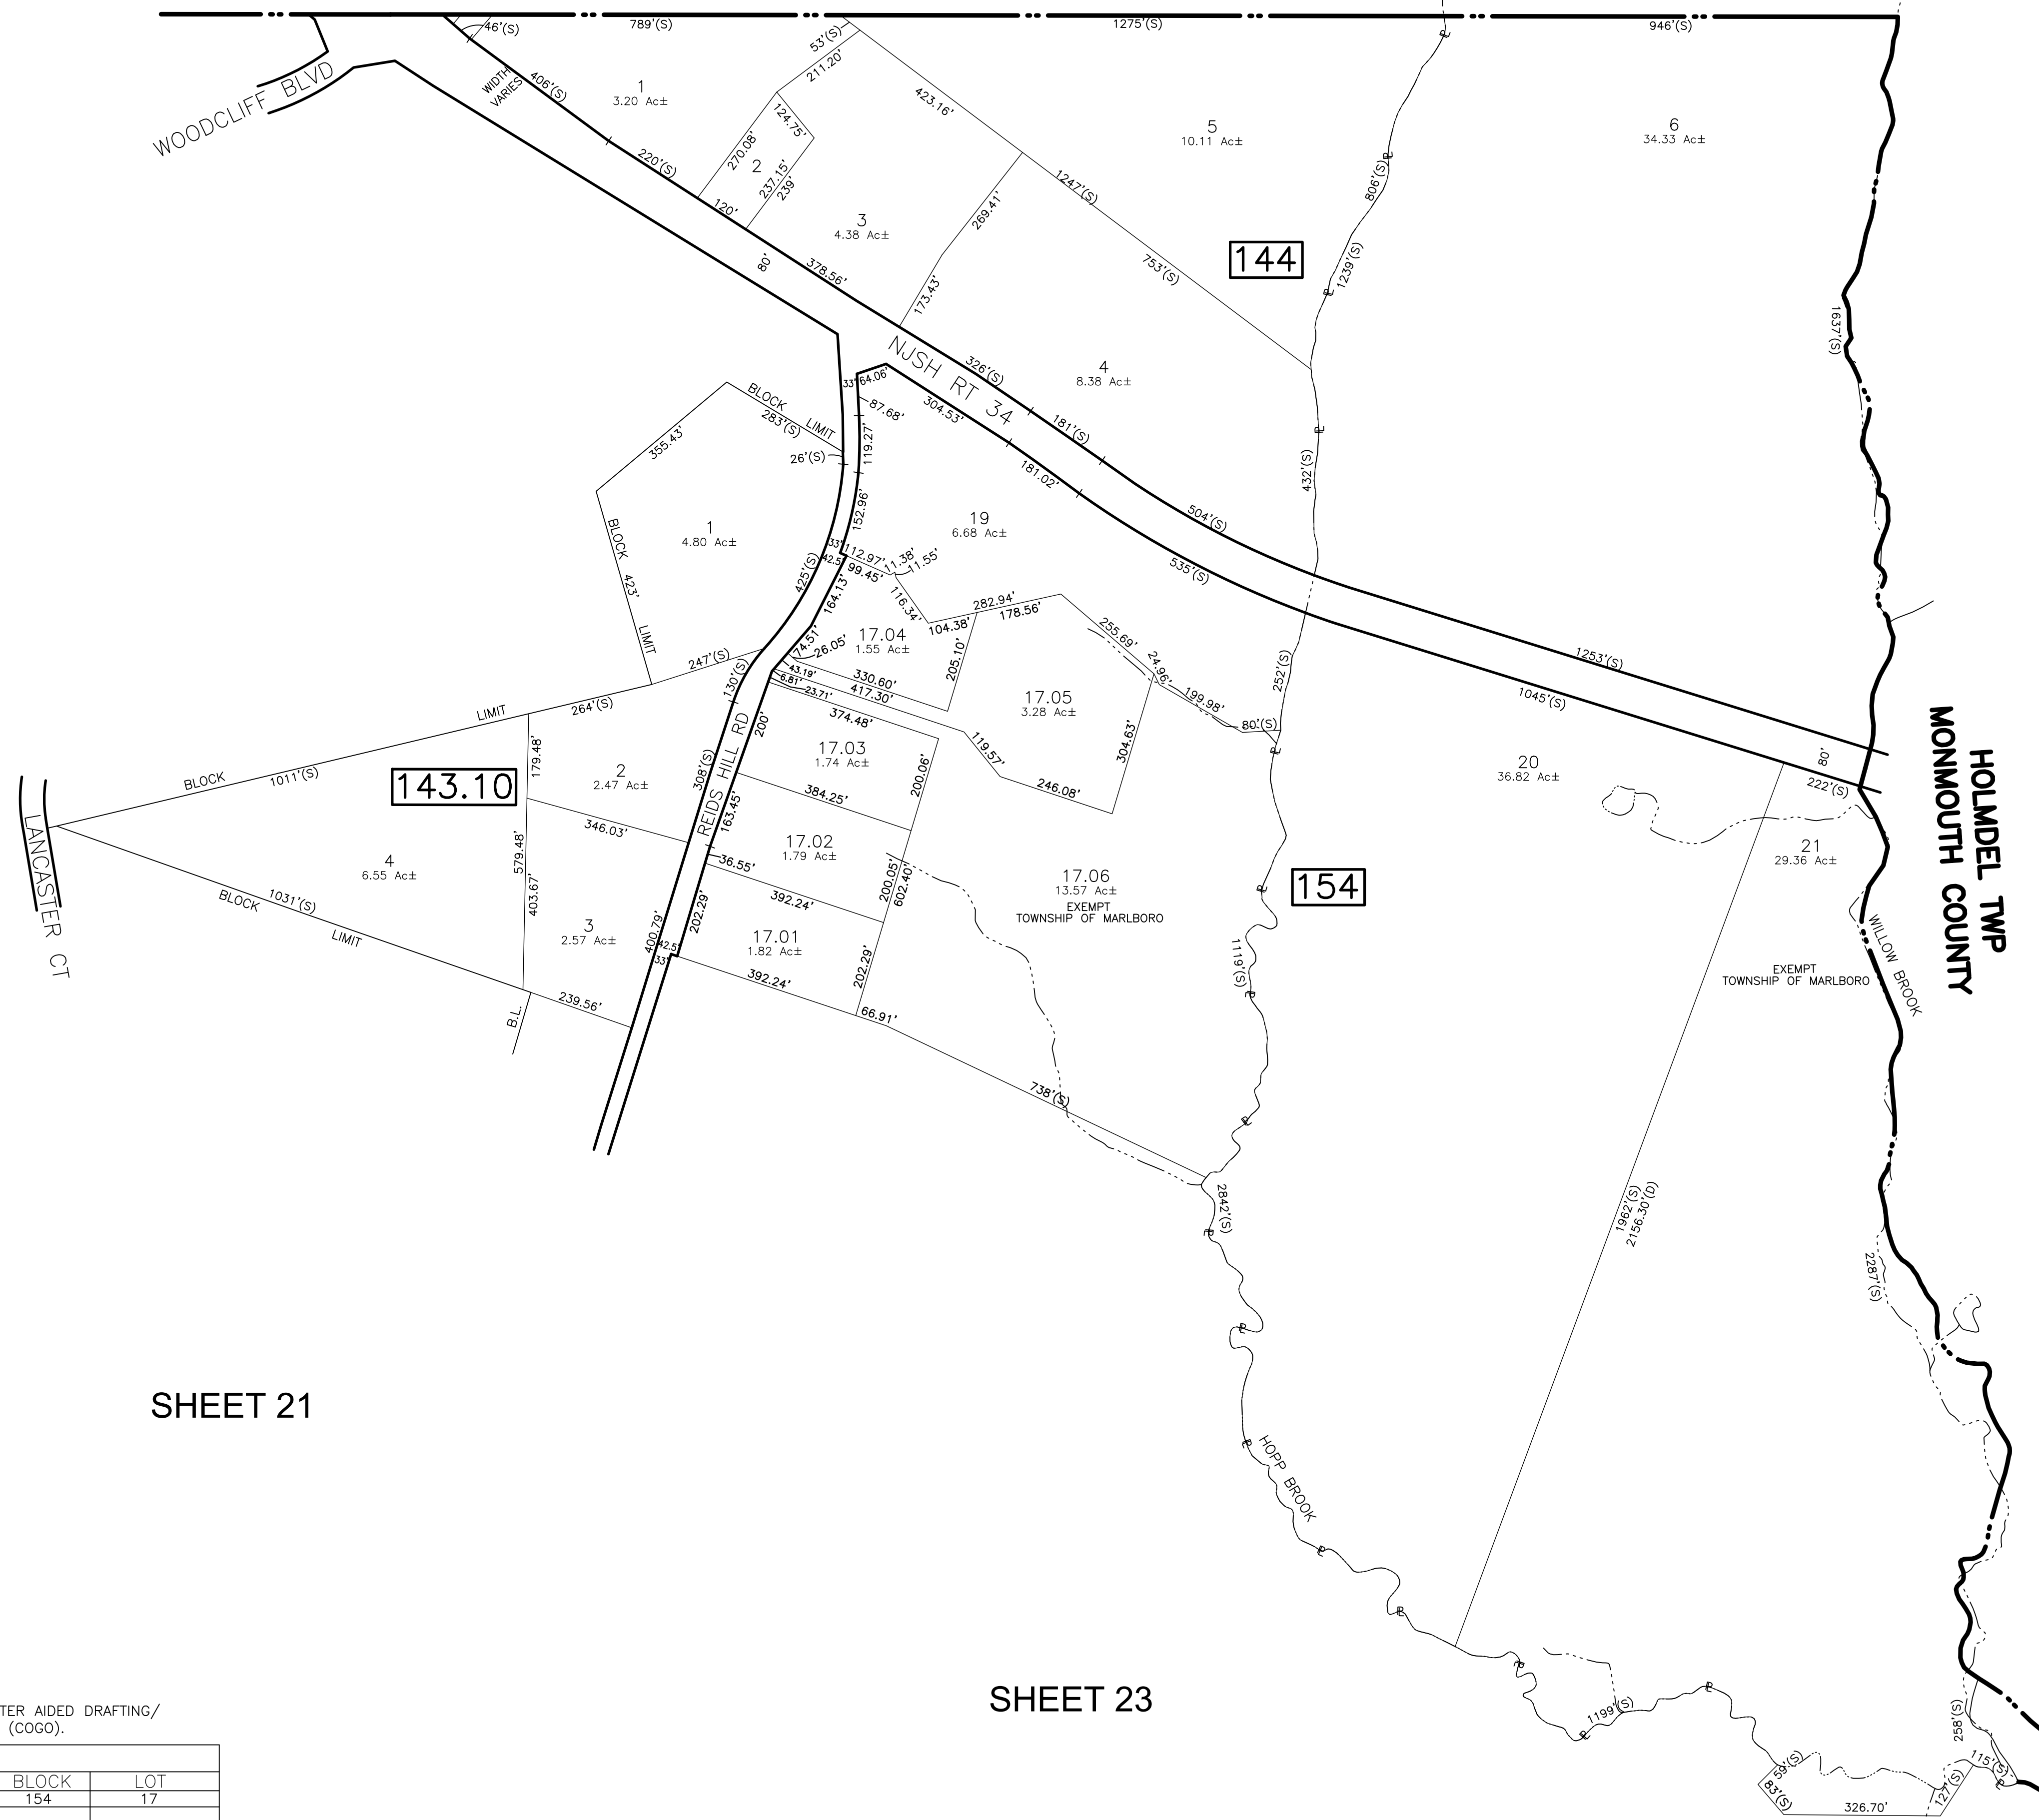 46'(S)
789'(S)
53'(S)
1275'(S)
946'(S)
WOODCLIFF BLVD
WIDTH
VARIES
406'(S)
1
3.20 Ac±
211.20'
124.75'
270.08'
2
237.15'
239'
220'(S)
120'
423.16'
5
10.11 Ac±
6
34.33 Ac±
1247'(S)
806'(S)
3
4.38 Ac±
269.41'
144
753'(S)
1239'(S)
80'
378.56'
173.43'
1637'(S)
NJSH RT 34
326'(S)
4
8.38 Ac±
33'
64.06'
87.68'
304.53'
181'(S)
BLOCK
283'(S)
LIMIT
355.43'
26'(S)
119.27'
181.02'
432'(S)
152.96'
504'(S)
19
6.68 Ac±
1
4.80 Ac±
BLOCK
423'
LIMIT
425'(S)
33'
42.5'
112.97'
99.45'
11.38'
11.55'
116.34'
535'(S)
164.13'
282.94'
178.56'
104.38'
17.04
1.55 Ac±
74.51'
26.05'
205.10'
255.69'
24.96'
252'(S)
1253'(S)
247'(S)
130'(S)
43.19'
6.81'
23.71'
330.60'
417.30'
374.48'
17.05
3.28 Ac±
199.98'
80'(S)
1045'(S)
LIMIT
264'(S)
BLOCK
1011'(S)
179.48'
143.10
2
2.47 Ac±
308'(S)
REIDS HILL RD
200'
17.03
1.74 Ac±
200.06'
119.57'
304.63'
246.08'
20
36.82 Ac±
80'
222'(S)
HOLMDEL TWP
MONMOUTH COUNTY
LANCASTER CT
346.03'
163.45'
384.25'
4
6.55 Ac±
579.48'
403.67'
17.02
1.79 Ac±
36.55'
200.05'
602.40'
17.06
13.57 Ac±
EXEMPT
TOWNSHIP OF MARLBORO
154
21
29.36 Ac±
1031'(S)
BLOCK
LIMIT
3
2.57 Ac±
400.79'
202.29'
42.5'
33'
392.24'
17.01
1.82 Ac±
392.24'
202.29'
66.91'
1119'(S)
WILLOW BROOK
EXEMPT
TOWNSHIP OF MARLBORO
239.56'
B.L.
738'(S)
2842'(S)
1962'(S)
2156.30'(D)
2287'(S)
SHEET 21
HOPP BROOK
SHEET 23
1199'(S)
258'(S)
115'(S)
59'(S)
83'(S)
127'(S)
326.70'
TER AIDED DRAFTING/
(COGO).
BLOCK LOT
154 17